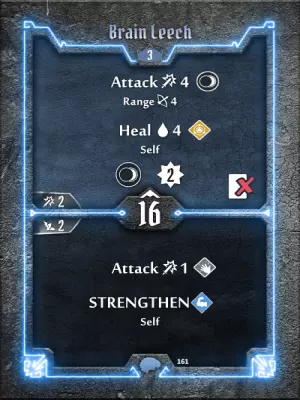 Brain Leech
3
Attack 4
Range 4
Heal 4
Self
2
2
16
2
Attack 1
STRENGTHEN
Self
161